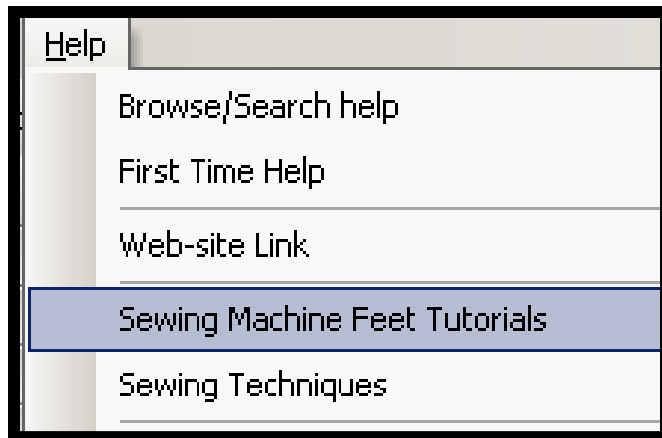 Help
Browse/Search help
First Time Help
Web-site Link
Sewing Machine Feet Tutorials
Sewing Techniques